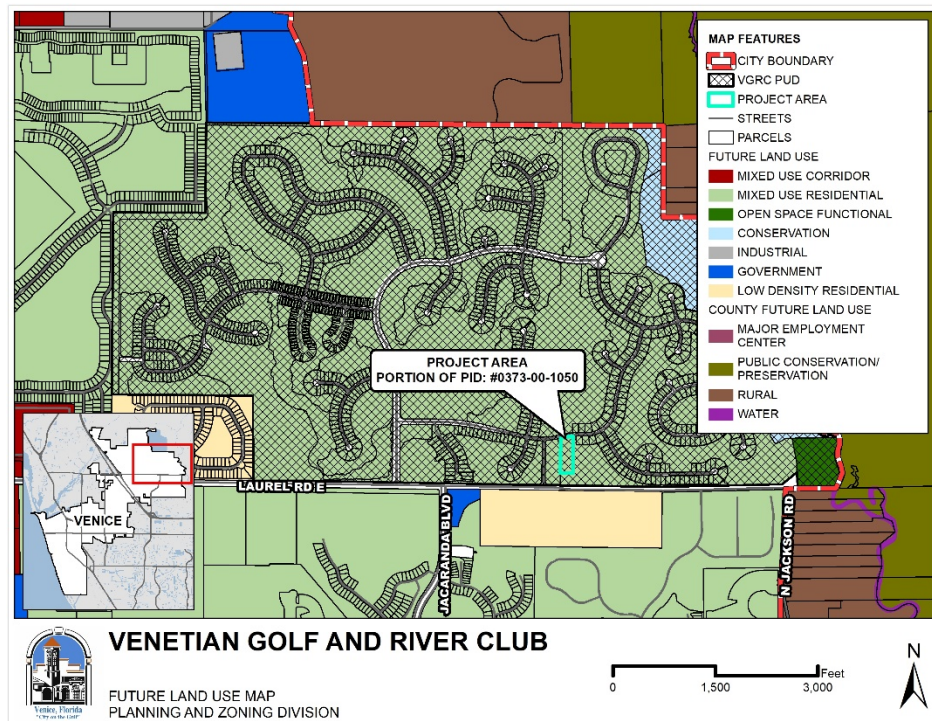 MAP FEATURES
CITY BOUNDARY
VGRC PUD
PROJECT AREA
STREETS
PARCELS
FUTURE LAND USE
MIXED USE CORRIDOR
MIXED USE RESIDENTIAL
OPEN SPACE FUNCTIONAL
CONSERVATION
INDUSTRIAL
GOVERNMENT
LOW DENSITY RESIDENTIAL
COUNTY FUTURE LAND USE
MAJOR EMPLOYMENT
CENTER
PUBLIC CONSERVATION/
PRESERVATION
RURAL
WATER
PROJECT AREA
PORTION OF PID: #0373-00-1050
LAUREL RD E
VENICE
JACARANDA BLVD
N JACKSON RD
VENETIAN GOLF AND RIVER CLUB
FUTURE LAND USE MAP
PLANNING AND ZONING DIVISION
Venice, Florida
"City on the Gulf"
Feet
0 1,500 3,000
N